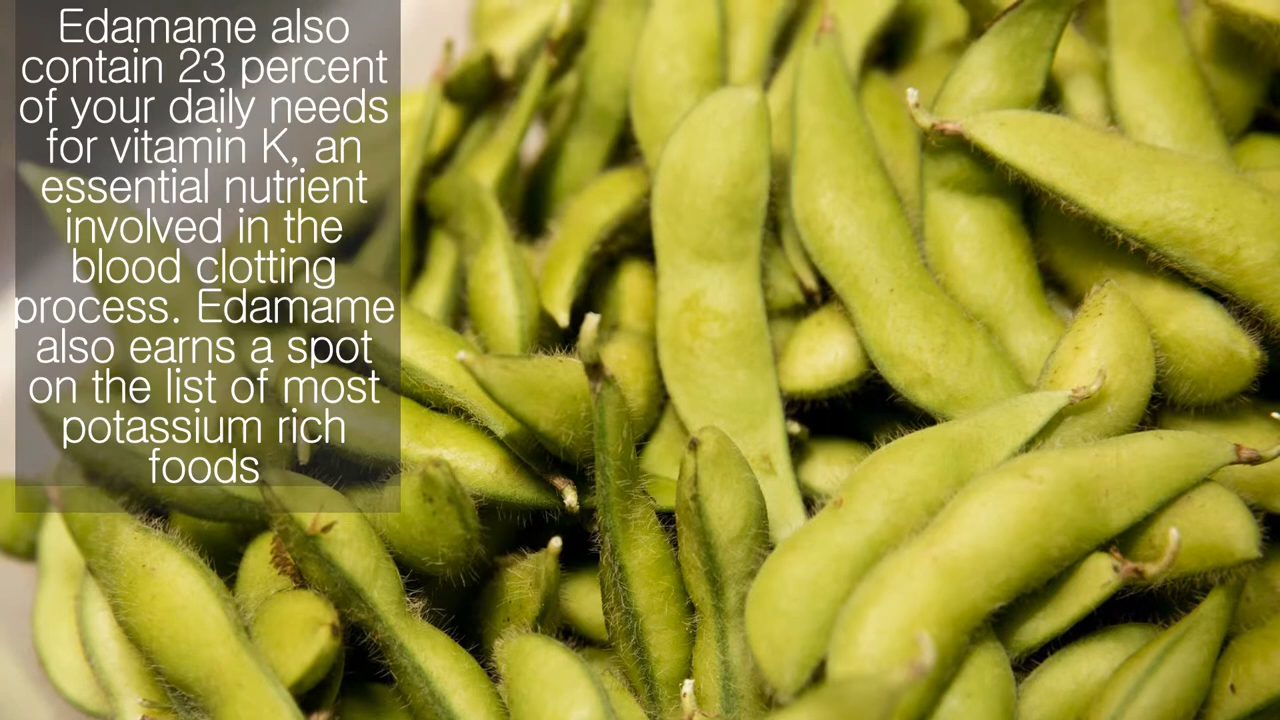 Edamame also
contain 23 percent
of your daily needs
for vitamin K, an
essential nutrient
involved in the
blood clotting
process. Edamame
also earns a spot
on the list of most
potassium rich
foods